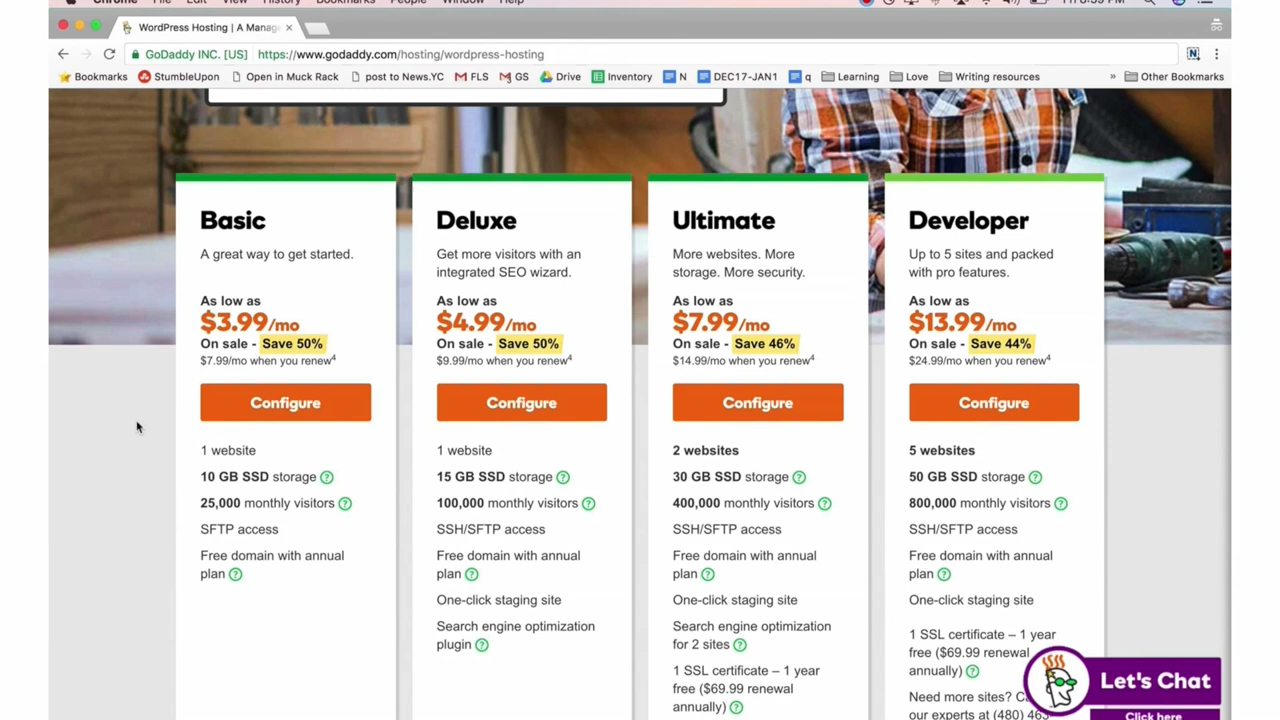 Chrome File Edit View History Bookmarks People Window Help
Fri 8:59 PM
WordPress Hosting | A Manag
GoDaddy INC. [US] https://www.godaddy.com/hosting/wordpress-hosting
Bookmarks StumbleUpon Open in Muck Rack post to News.YC FLS GS Drive Inventory N DEC17-JAN1 q Learning Love Writing resources » Other Bookmarks
Basic
A great way to get started.
As low as
$3.99/mo
On sale - Save 50%
$7.99/mo when you renew4
Configure
1 website
10 GB SSD storage ?
25,000 monthly visitors ?
SFTP access
Free domain with annual
plan ?
Deluxe
Get more visitors with an
integrated SEO wizard.
As low as
$4.99/mo
On sale - Save 50%
$9.99/mo when you renew4
Configure
1 website
15 GB SSD storage ?
100,000 monthly visitors ?
SSH/SFTP access
Free domain with annual
plan ?
One-click staging site
Search engine optimization
plugin ?
Ultimate
More websites. More
storage. More security.
As low as
$7.99/mo
On sale - Save 46%
$14.99/mo when you renew4
Configure
2 websites
30 GB SSD storage ?
400,000 monthly visitors ?
SSH/SFTP access
Free domain with annual
plan ?
One-click staging site
Search engine optimization
for 2 sites ?
1 SSL certificate – 1 year
free ($69.99 renewal
annually) ?
Developer
Up to 5 sites and packed
with pro features.
As low as
$13.99/mo
On sale - Save 44%
$24.99/mo when you renew4
Configure
5 websites
50 GB SSD storage ?
800,000 monthly visitors ?
SSH/SFTP access
Free domain with annual
plan ?
One-click staging site
1 SSL certificate – 1 year
free ($69.99 renewal
annually) ?
Need more sites?
our experts at (480) 463
Let's Chat
Click here